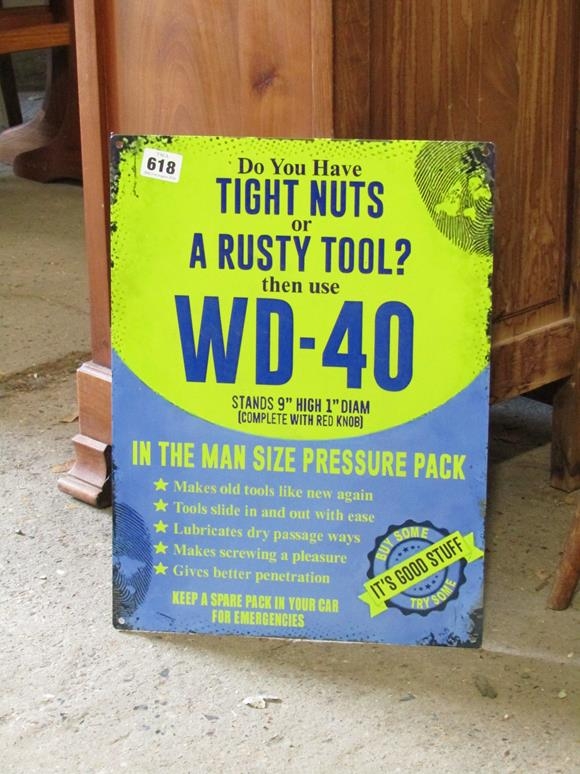 618
Do You Have
TIGHT NUTS
or
A RUSTY TOOL?
then use
WD-40
STANDS 9" HIGH 1" DIAM
(COMPLETE WITH RED KNOB)
IN THE MAN SIZE PRESSURE PACK
Makes old tools like new again
Tools slide in and out with ease
Lubricates dry passage ways
Makes screwing a pleasure
Gives better penetration
KEEP A SPARE PACK IN YOUR CAR
FOR EMERGENCIES
BUY SOME
IT'S GOOD STUFF
TRY SOME